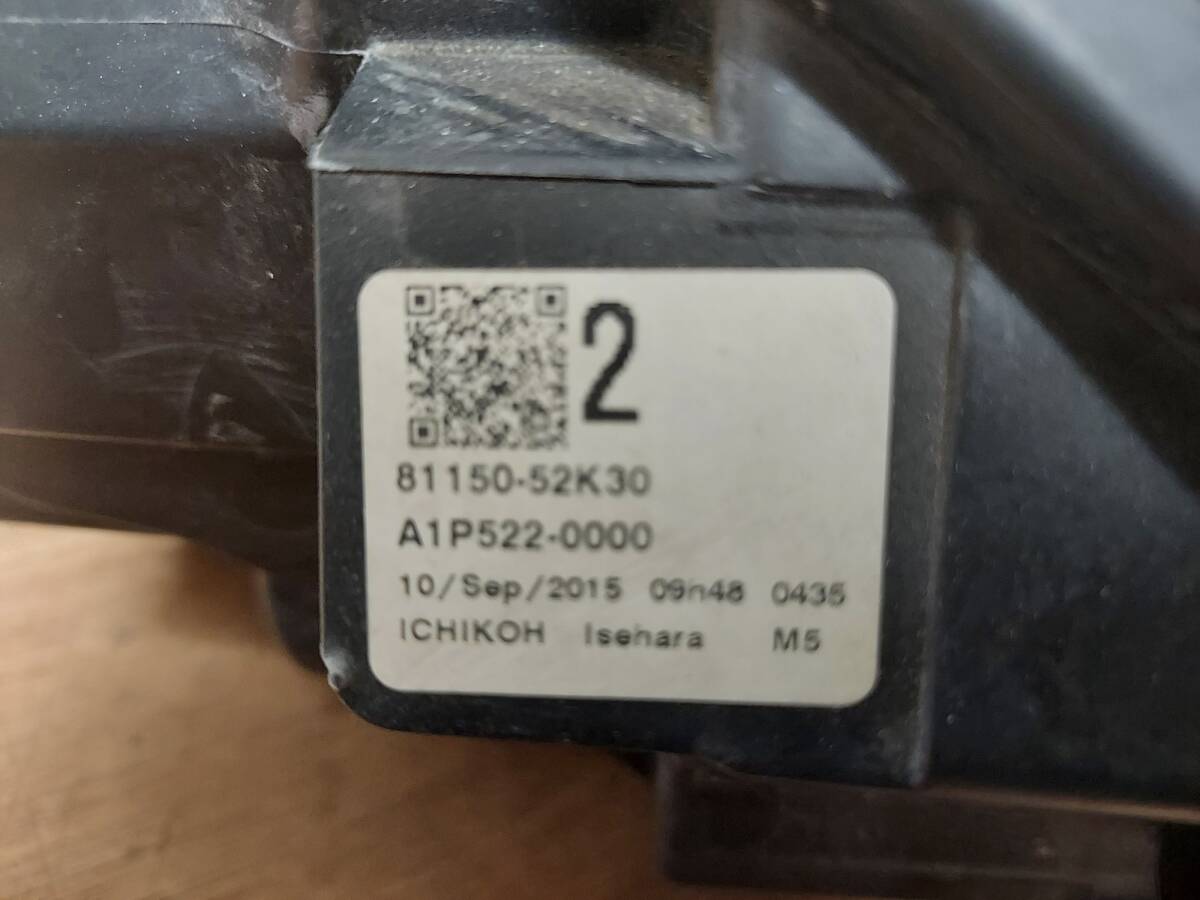 2
81150-52K30
A1P522-0000
10/Sep/2015 09h48 0435
ICHIKOH Isehara M5